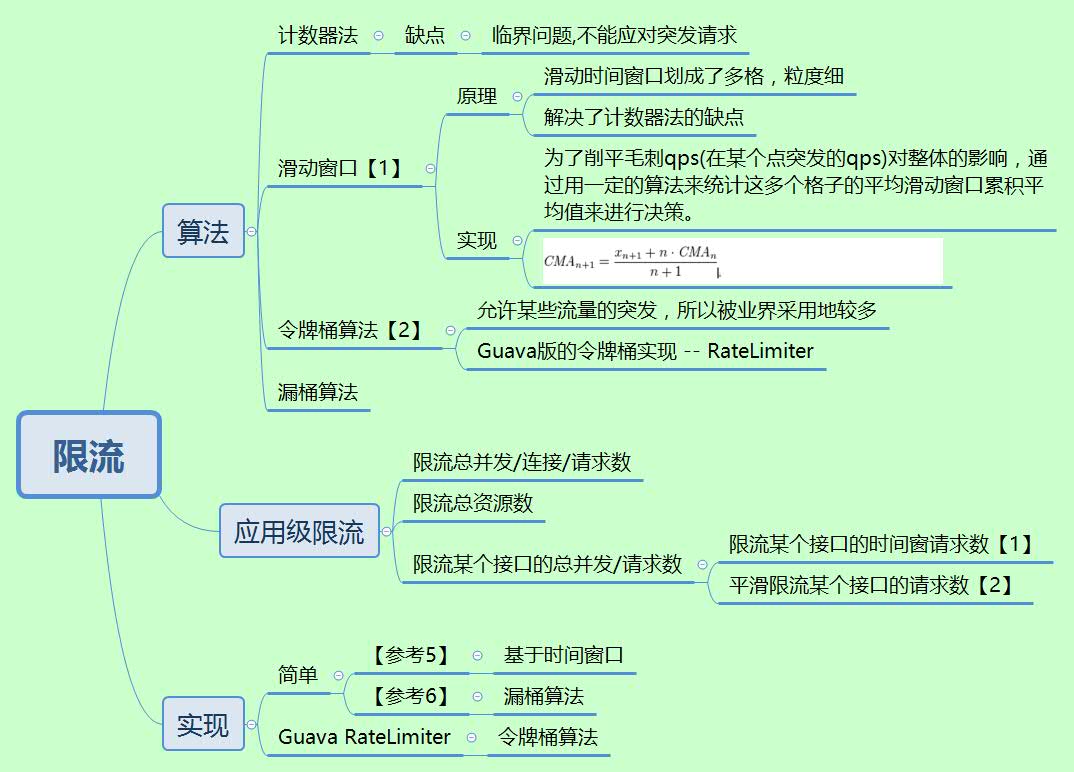 计数器法
缺点
临界问题,不能应对突发请求
滑动时间窗口划成了多格，粒度细
原理
解决了计数器法的缺点
滑动窗口【1】
为了削平毛刺qps(在某个点突发的qps)对整体的影响，通
过用一定的算法来统计这多个格子的平均滑动窗口累积平
均值来进行决策。
算法
实现
CMAₙ₊₁ = (xₙ₊₁ + n · CMAₙ) / (n + 1)
令牌桶算法【2】
允许某些流量的突发，所以被业界采用地较多
Guava版的令牌桶实现 -- RateLimiter
漏桶算法
限流
应用级限流
限流总并发/连接/请求数
限流总资源数
限流某个接口的总并发/请求数
限流某个接口的时间窗请求数【1】
平滑限流某个接口的请求数【2】
实现
简单
【参考5】
基于时间窗口
【参考6】
漏桶算法
Guava RateLimiter
令牌桶算法